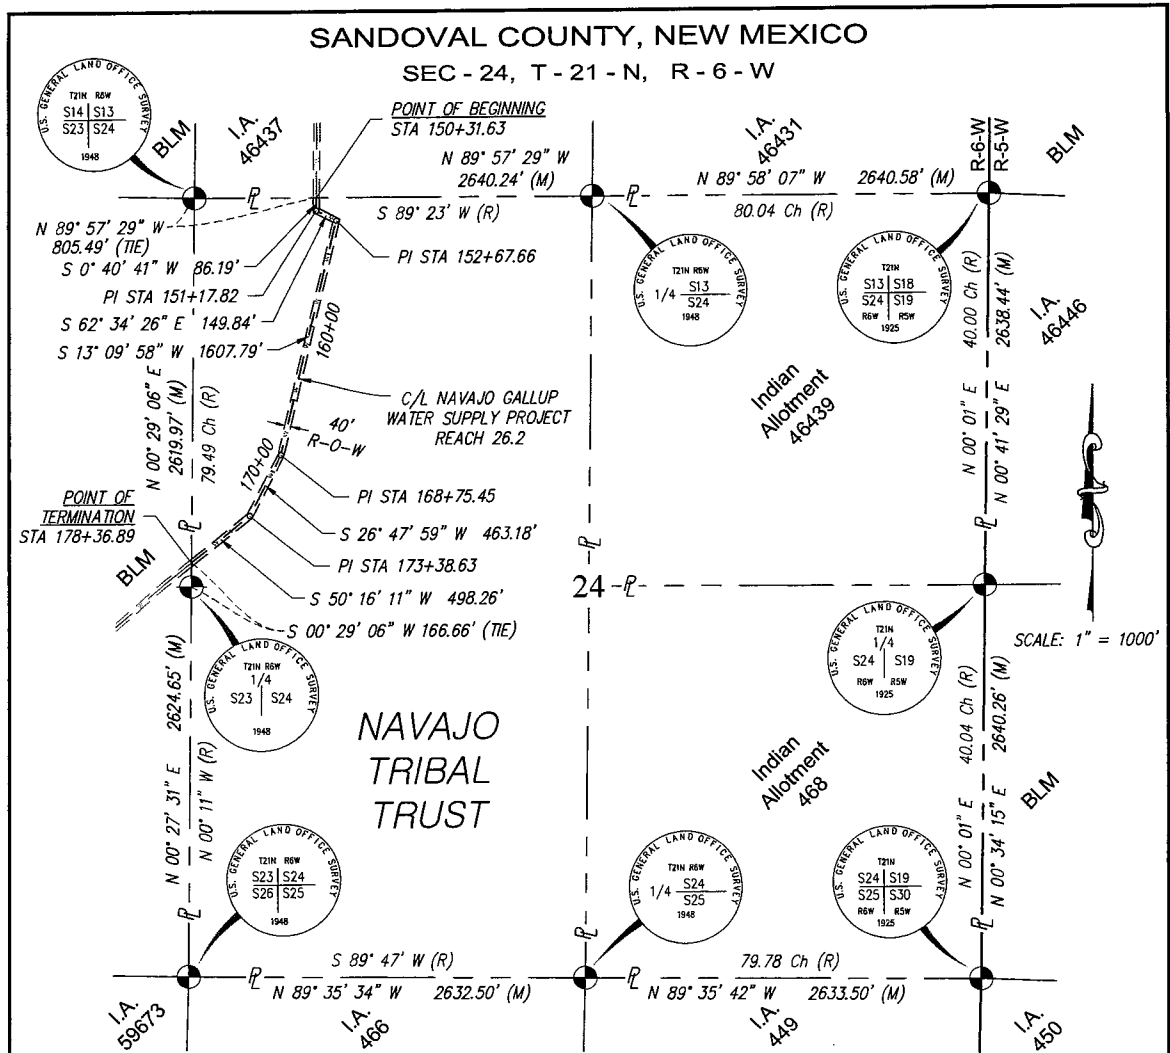 SANDOVAL COUNTY, NEW MEXICO
SEC - 24, T - 21 - N, R - 6 - W
U.S. GENERAL LAND OFFICE SURVEY
T21N R6W
S14 S13
S23 S24
1948
BLM
I.A.
46437
POINT OF BEGINNING
STA 150+31.63
N 89° 57' 29" W
2640.24' (M)
I.A.
46431
N 89° 58' 07" W 2640.58' (M)
R-6-W
R-5-W
BLM
S 89° 23' W (R)
80.04 Ch (R)
N 89° 57' 29" W
805.49' (TIE)
S 0° 40' 41" W 86.19'
PI STA 151+17.82
S 62° 34' 26" E 149.84'
S 13° 09' 58" W 1607.79'
PI STA 152+67.66
160+00
U.S. GENERAL LAND OFFICE SURVEY
T21N R6W
1/4 S13
S24
1948
U.S. GENERAL LAND OFFICE SURVEY
T21N
S13 S18
S24 S19
R6W R5W
1925
40.00 Ch (R)
2638.44' (M)
I.A.
46446
N 00° 29' 06" E
2619.97' (M)
79.49 Ch (R)
C/L NAVAJO GALLUP
WATER SUPPLY PROJECT
REACH 26.2
40'
R-O-W
170+00
Indian
Allotment
46439
N 00° 01" E
N 00° 41' 29" E
PI STA 168+75.45
S 26° 47' 59" W 463.18'
PI STA 173+38.63
S 50° 16' 11" W 498.26'
S 00° 29' 06" W 166.66' (TIE)
POINT OF
TERMINATION
STA 178+36.89
BLM
24
SCALE: 1" = 1000'
U.S. GENERAL LAND OFFICE SURVEY
T21N R6W
1/4
S23 S24
1948
U.S. GENERAL LAND OFFICE SURVEY
T21N
1/4
S24 S19
R6W R5W
1925
2624.65' (M)
N 00° 27' 31" E
N 00° 11" W (R)
NAVAJO
TRIBAL
TRUST
Indian
Allotment
468
40.04 Ch (R)
2640.26' (M)
N 00° 01" E
N 00° 34' 15" E
BLM
U.S. GENERAL LAND OFFICE SURVEY
T21N R6W
S23 S24
S26 S25
1948
U.S. GENERAL LAND OFFICE SURVEY
T21N R6W
1/4 S24
S25
1948
U.S. GENERAL LAND OFFICE SURVEY
T21N
S24 S19
S25 S30
R6W R5W
1925
S 89° 47' W (R)
79.78 Ch (R)
N 89° 35' 34" W 2632.50' (M)
N 89° 35' 42" W 2633.50' (M)
I.A.
59673
I.A.
466
I.A.
449
I.A.
450